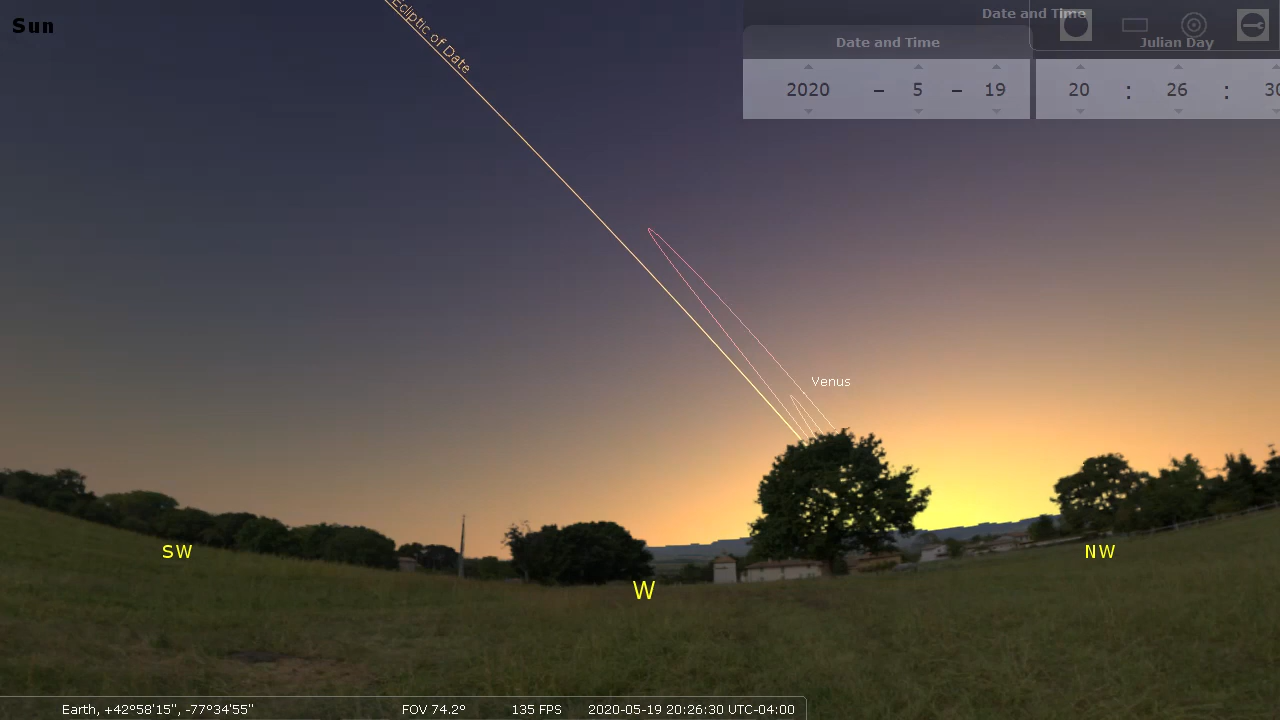 Sun
Ecliptic of Date
Date and Time
Date and Time
Julian Day
2020 – 5 – 19
20 : 26 : 30
Venus
SW
W
NW
Earth, +42°58'15", -77°34'55"
FOV 74.2°
135 FPS
2020-05-19 20:26:30 UTC-04:00